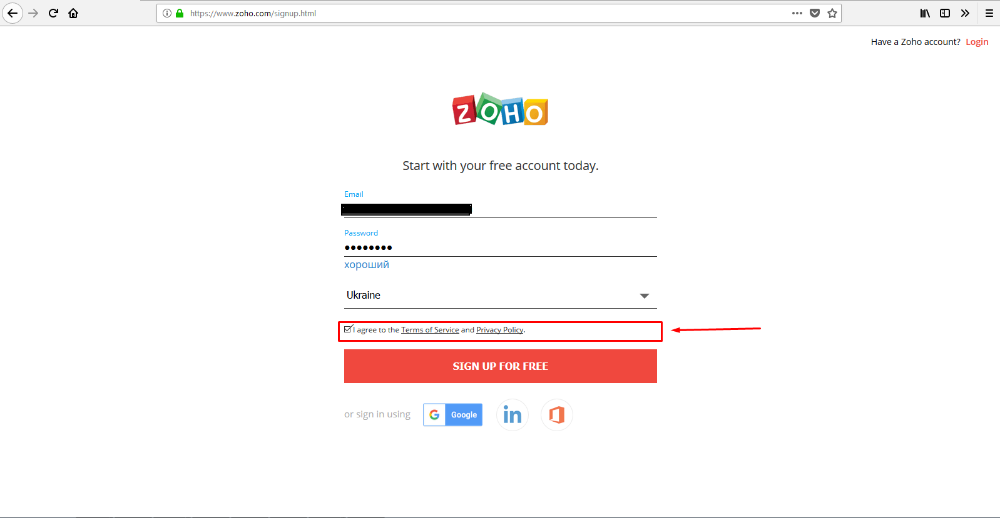 https://www.zoho.com/signup.html
Have a Zoho account? Login
ZOHO
Start with your free account today.
Email
Password
хороший
Ukraine
I agree to the Terms of Service and Privacy Policy.
SIGN UP FOR FREE
or sign in using
G Google
in